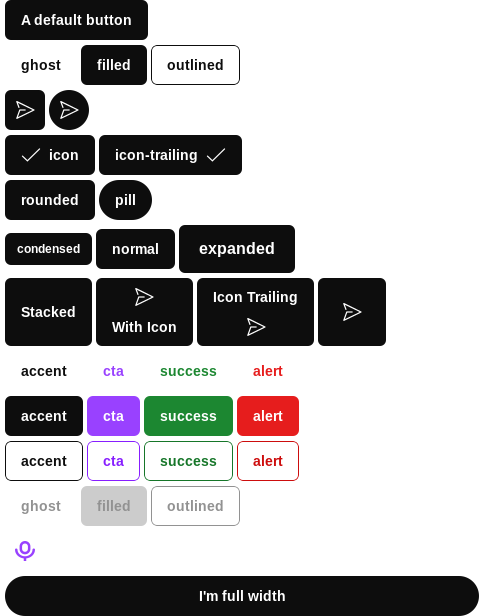 A default button
ghost filled outlined
icon icon-trailing
rounded pill
condensed normal expanded
Stacked With Icon Icon Trailing
accent cta success alert
accent cta success alert
accent cta success alert
ghost filled outlined
I'm full width